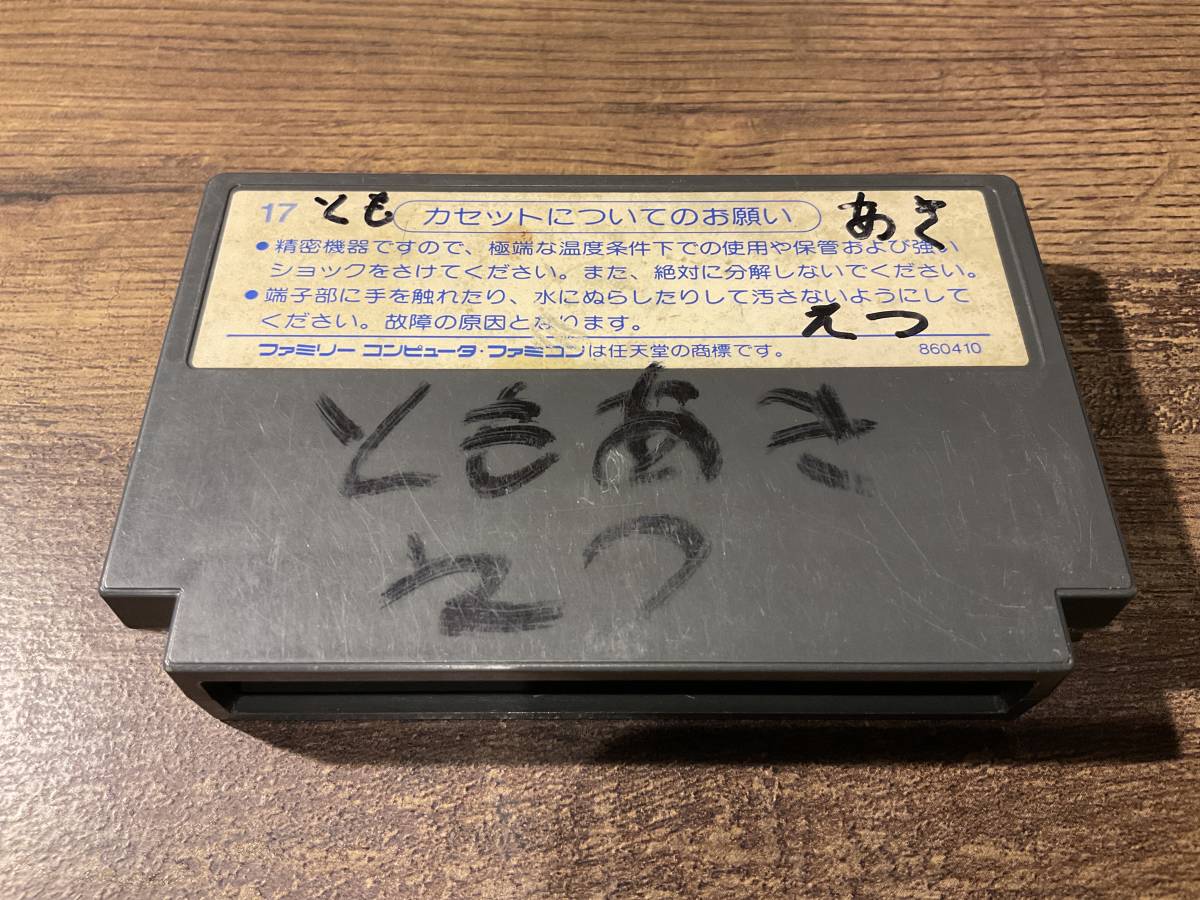 17 とも カセットについてのお願い あさ
●精密機器ですので、極端な温度条件下での使用や保管および強い
ショックをさけてください。また、絶対に分解しないでください。
●端子部に手を触れたり、水にぬらしたりして汚さないようにして
ください。故障の原因となります。 えつ
ファミリー コンピュータ・ファミコンは任天堂の商標です。 860410
ともあさ
えつ